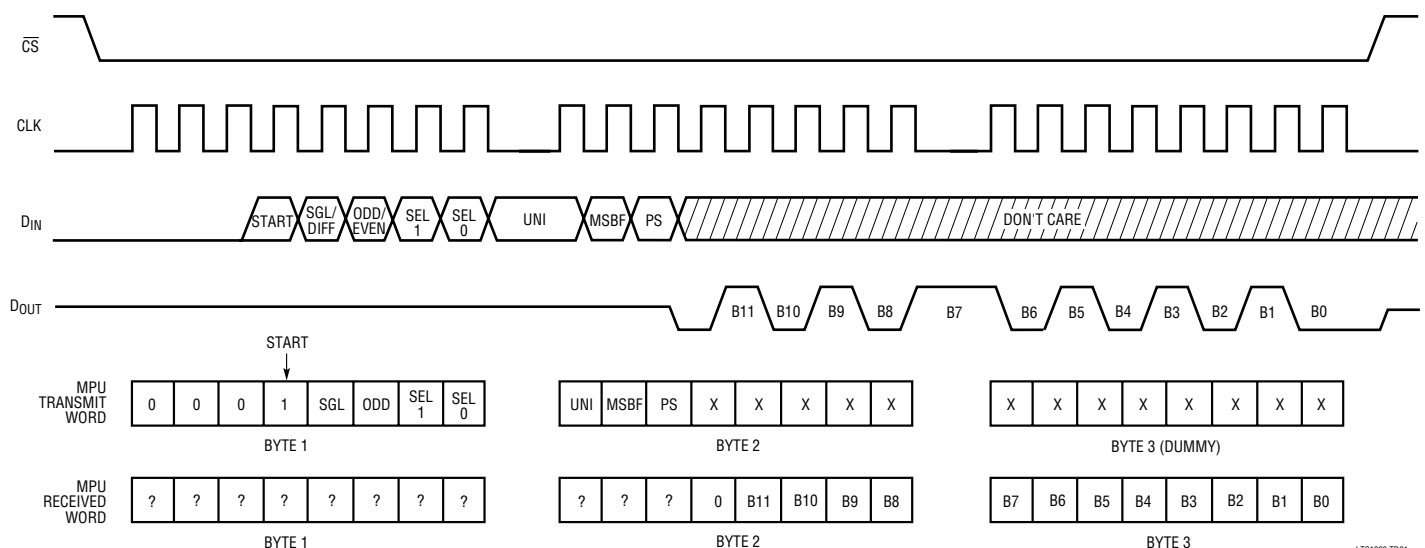 CS
CLK
DIN
START SGL/DIFF ODD/EVEN SEL 1 SEL 0 UNI MSBF PS DON'T CARE
DOUT
B11 B10 B9 B8 B7 B6 B5 B4 B3 B2 B1 B0
START
MPU TRANSMIT WORD
0 0 0 1 SGL ODD SEL 1 SEL 0 UNI MSBF PS X X X X X X X X X X X X X
BYTE 1 BYTE 2 BYTE 3 (DUMMY)
MPU RECEIVED WORD
? ? ? ? ? ? ? ? ? ? ? 0 B11 B10 B9 B8 B7 B6 B5 B4 B3 B2 B1 B0
BYTE 1 BYTE 2 BYTE 3